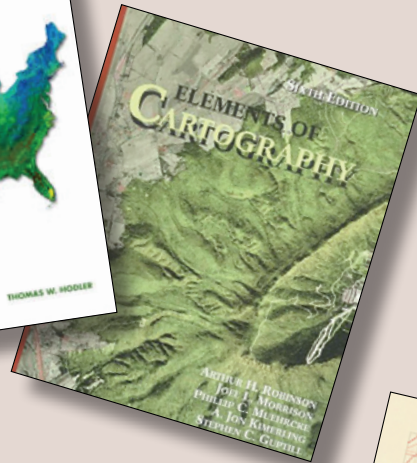 SIXTH EDITION
ELEMENTS OF
CARTOGRAPHY
THOMAS W. HODLER
ARTHUR H. ROBINSON
JOEL L. MORRISON
PHILLIP C. MUEHRCKE
A. JON KIMERLING
STEPHEN C. GUPTILL